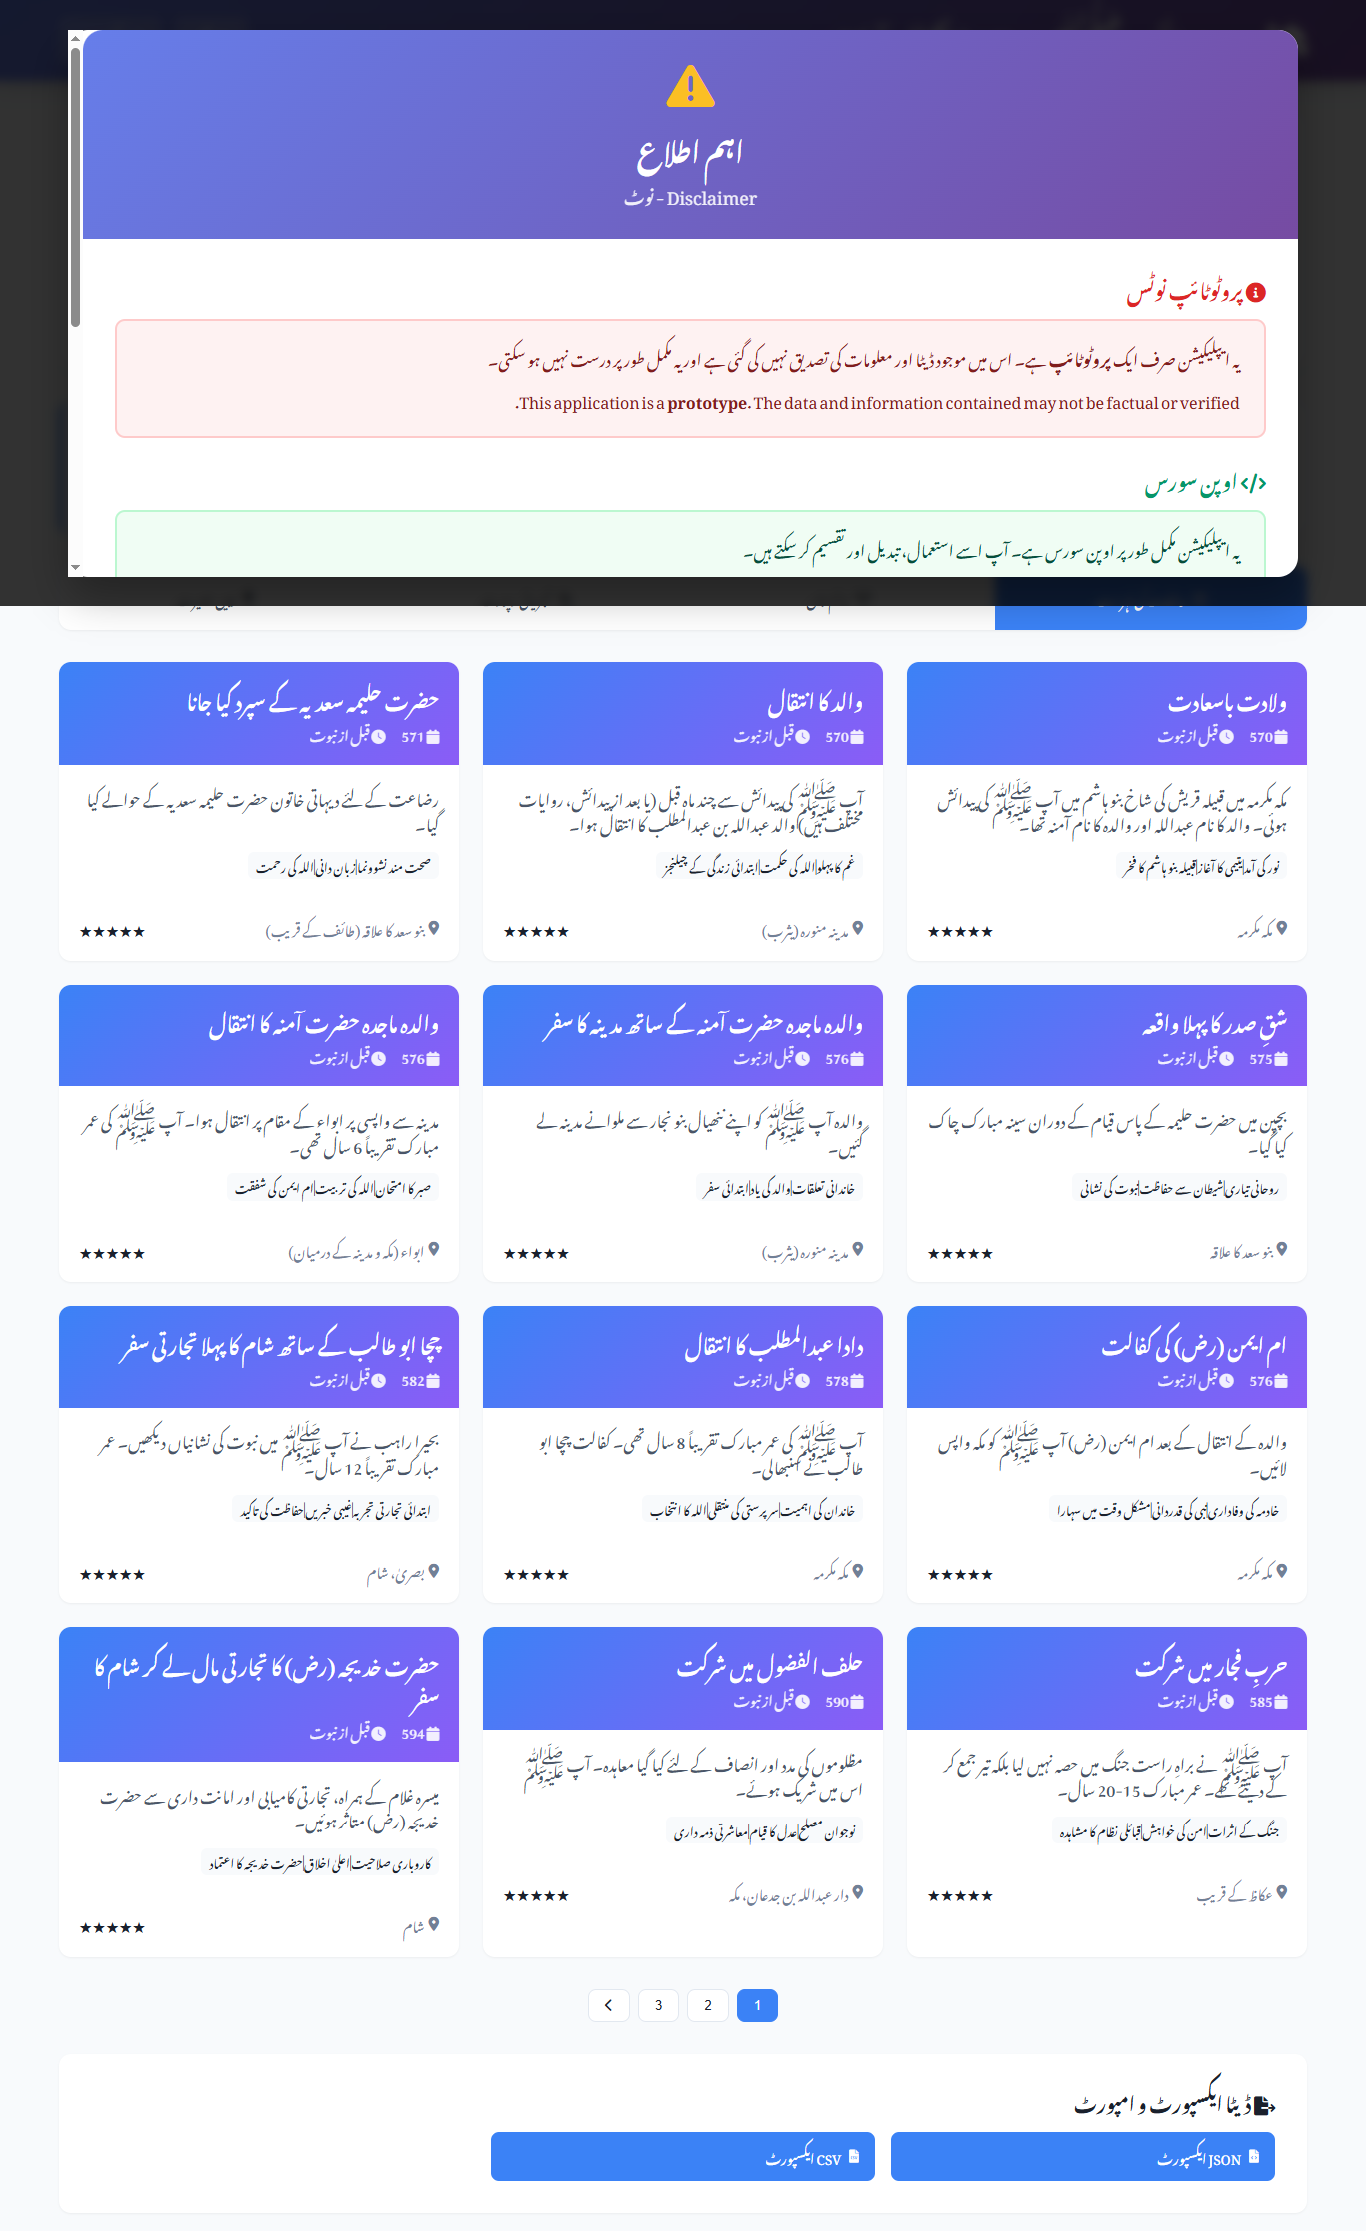 اہم اطلاع
نوٹ - Disclaimer
پروٹوٹائپ نوٹس
یہ ایپلیکیشن صرف ایک پروٹوٹائپ ہے۔ اس میں موجود ڈیٹا اور معلومات کی تصدیق نہیں کی گئی ہے اور یہ مکمل طور پر درست نہیں ہو سکتی۔
This application is a prototype. The data and information contained may not be factual or verified.
اوپن سورس
یہ ایپلیکیشن مکمل طور پر اوپن سورس ہے۔ آپ اسے استعمال، تبدیل اور تقسیم کر سکتے ہیں۔
ولادت باسعادت
570 قبل از نبوت
مکہ مکرمہ میں قبیلہ قریش کی شاخ بنو ہاشم میں آپ ﷺ کی پیدائش
ہوئی۔ والد کا نام عبداللہ اور والدہ کا نام آمنہ تھا۔
نور کی آمد|یتیمی کا آغاز|قبیلہ بنو ہاشم کا فخر
مکہ مکرمہ ★★★★★
والد کا انتقال
570 قبل از نبوت
آپ ﷺ کی پیدائش سے چند ماہ قبل (یا بعد از پیدائش، روایات
مختلف ہیں) والد عبداللہ بن عبدالمطلب کا انتقال ہوا۔
غم کا پہلو|اللہ کی حکمت|ابتدائی زندگی کے چیلنجز
مدینہ منورہ (یثرب) ★★★★★
حضرت حلیمہ سعدیہ کے سپرد کیا جانا
571 قبل از نبوت
رضاعت کے لئے دیہاتی خاتون حضرت حلیمہ سعدیہ کے حوالے کیا
گیا۔
صحت مند نشوونما|زبان دانی|اللہ کی رحمت
بنو سعد کا علاقہ (طائف کے قریب) ★★★★★
شقِ صدر کا پہلا واقعہ
575 قبل از نبوت
بچپن میں حضرت حلیمہ کے پاس قیام کے دوران سینہ مبارک چاک
کیا گیا۔
روحانی تیاری|شیطان سے حفاظت|نبوت کی نشانی
بنو سعد کا علاقہ ★★★★★
والدہ ماجدہ حضرت آمنہ کے ساتھ مدینہ کا سفر
576 قبل از نبوت
والدہ آپ ﷺ کو اپنے ننھیال بنو نجار سے ملوانے مدینہ لے
گئیں۔
خاندانی تعلقات|والد کی یاد|ابتدائی سفر
مدینہ منورہ (یثرب) ★★★★★
والدہ ماجدہ حضرت آمنہ کا انتقال
576 قبل از نبوت
مدینہ سے واپسی پر ابواء کے مقام پر انتقال ہوا۔ آپ ﷺ کی عمر
مبارک تقریباً 6 سال تھی۔
صبر کا امتحان|اللہ کی تربیت|ام ایمن کی شفقت
ابواء (مکہ و مدینہ کے درمیان) ★★★★★
ام ایمن (رض) کی کفالت
576 قبل از نبوت
والدہ کے انتقال کے بعد ام ایمن (رض) آپ ﷺ کو مکہ واپس
لائیں۔
خادمہ کی وفاداری|نبی کی قدردانی|مشکل وقت میں سہارا
مکہ مکرمہ ★★★★★
دادا عبدالمطلب کا انتقال
578 قبل از نبوت
آپ ﷺ کی عمر مبارک تقریباً 8 سال تھی۔ کفالت چچا ابو
طالب نے سنبھالی۔
خاندان کی اہمیت|سرپرستی کی منتقلی|اللہ کا انتخاب
مکہ مکرمہ ★★★★★
چچا ابو طالب کے ساتھ شام کا پہلا تجارتی سفر
582 قبل از نبوت
بحیرا راہب نے آپ ﷺ میں نبوت کی نشانیاں دیکھیں۔ عمر
مبارک تقریباً 12 سال۔
ابتدائی تجارتی تجربہ|غیبی خبریں|حفاظت کی تاکید
بصریٰ، شام ★★★★★
حربِ فجار میں شرکت
585 قبل از نبوت
آپ ﷺ نے براہِ راست جنگ میں حصہ نہیں لیا بلکہ تیر جمع کر
کے دیتے تھے۔ عمر مبارک 15-20 سال۔
جنگ کے اثرات|امن کی خواہش|قبائلی نظام کا مشاہدہ
عکاظ کے قریب ★★★★★
حلف الفضول میں شرکت
590 قبل از نبوت
مظلوموں کی مدد اور انصاف کے لئے کیا گیا معاہدہ۔ آپ ﷺ
اس میں شریک ہوئے۔
نوجوان مصلح|عدل کا قیام|معاشرتی ذمہ داری
دار عبداللہ بن جدعان، مکہ ★★★★★
حضرت خدیجہ (رض) کا تجارتی مال لے کر شام کا
سفر
594 قبل از نبوت
میسرہ غلام کے ہمراہ، تجارتی کامیابی اور امانت داری سے حضرت
خدیجہ (رض) متاثر ہوئیں۔
کاروباری صلاحیت|اعلیٰ اخلاق|حضرت خدیجہ کا اعتماد
شام ★★★★★
1 2 3
ڈیٹا ایکسپورٹ و امپورٹ
JSON ایکسپورٹ
CSV ایکسپورٹ